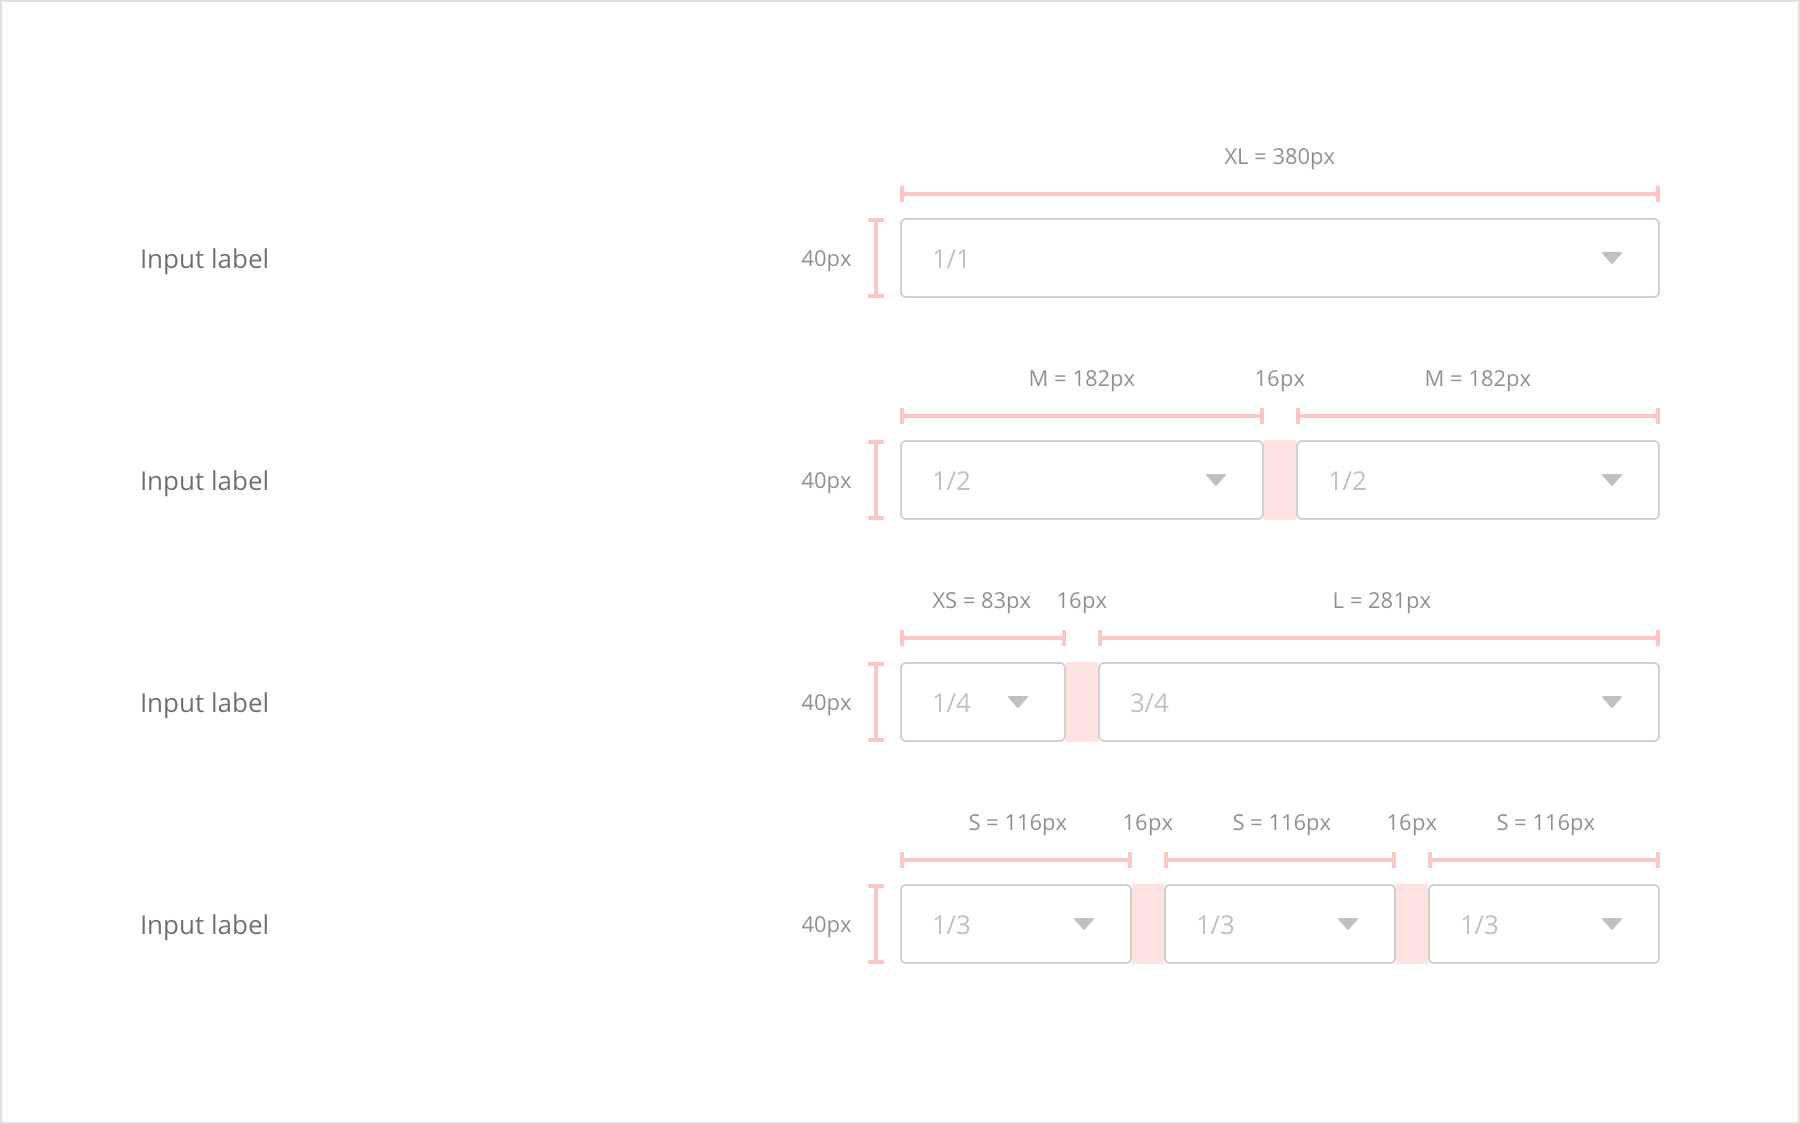 XL = 380px
Input label 40px 1/1
M = 182px 16px M = 182px
Input label 40px 1/2 1/2
XS = 83px 16px L = 281px
Input label 40px 1/4 3/4
S = 116px 16px S = 116px 16px S = 116px
Input label 40px 1/3 1/3 1/3